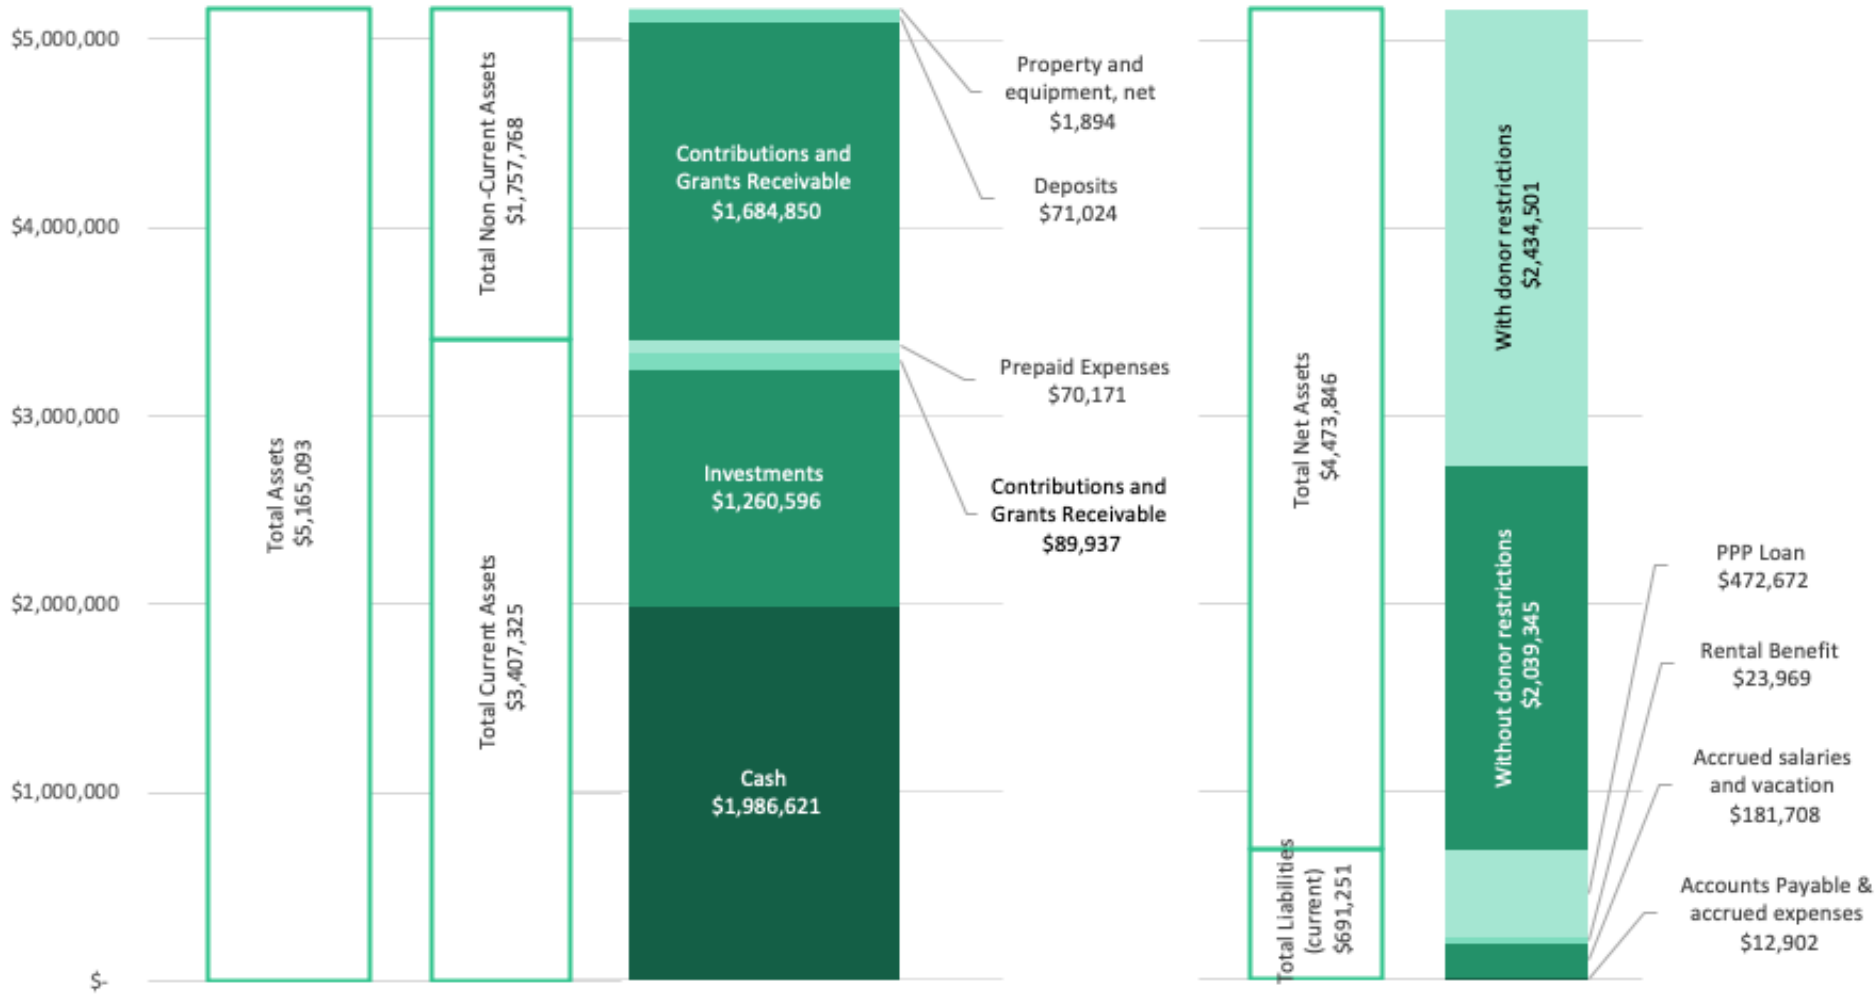 $5,000,000
$4,000,000
$3,000,000
$2,000,000
$1,000,000
$-
Total Assets
$5,165,093
Total Non-Current Assets
$1,757,768
Total Current Assets
$3,407,325
Contributions and
Grants Receivable
$1,684,850
Investments
$1,260,596
Cash
$1,986,621
Property and
equipment, net
$1,894
Deposits
$71,024
Prepaid Expenses
$70,171
Contributions and
Grants Receivable
$89,937
Total Net Assets
$4,473,846
Total Liabilities
(current)
$691,251
With donor restrictions
$2,434,501
Without donor restrictions
$2,039,345
PPP Loan
$472,672
Rental Benefit
$23,969
Accrued salaries
and vacation
$181,708
Accounts Payable &
accrued expenses
$12,902